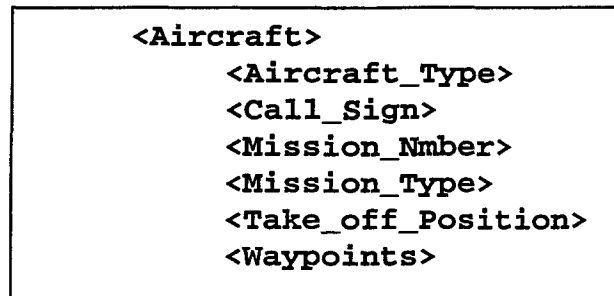 <Aircraft>
<Aircraft_Type>
<Call_Sign>
<Mission_Nmber>
<Mission_Type>
<Take_off_Position>
<Waypoints>